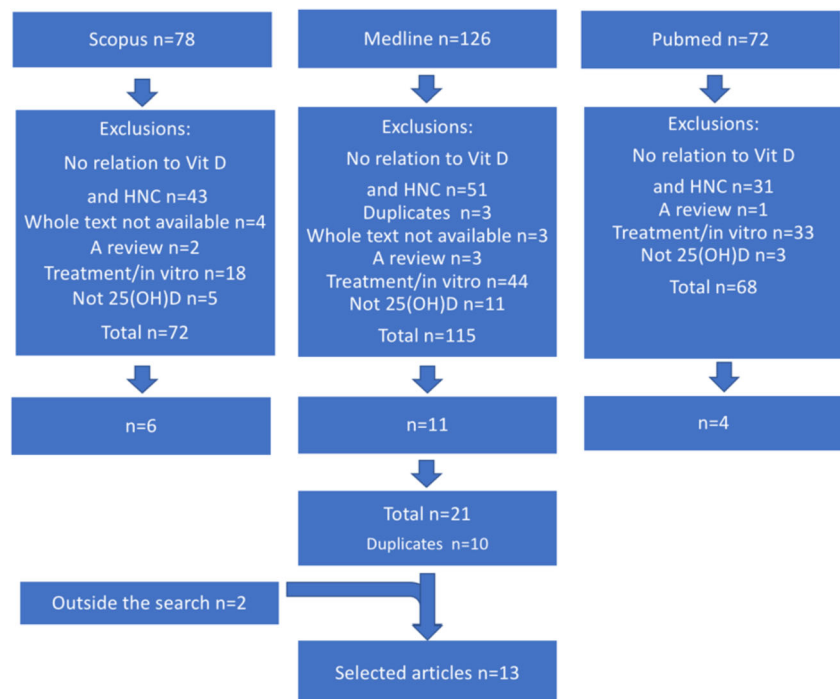 Scopus n=78
Medline n=126
Pubmed n=72
Exclusions:
No relation to Vit D
and HNC n=43
Whole text not available n=4
A review n=2
Treatment/in vitro n=18
Not 25(OH)D n=5
Total n=72
Exclusions:
No relation to Vit D
and HNC n=51
Duplicates n=3
Whole text not available n=3
A review n=3
Treatment/in vitro n=44
Not 25(OH)D n=11
Total n=115
Exclusions:
No relation to Vit D
and HNC n=31
A review n=1
Treatment/in vitro n=33
Not 25(OH)D n=3
Total n=68
n=6
n=11
n=4
Total n=21
Duplicates n=10
Outside the search n=2
Selected articles n=13